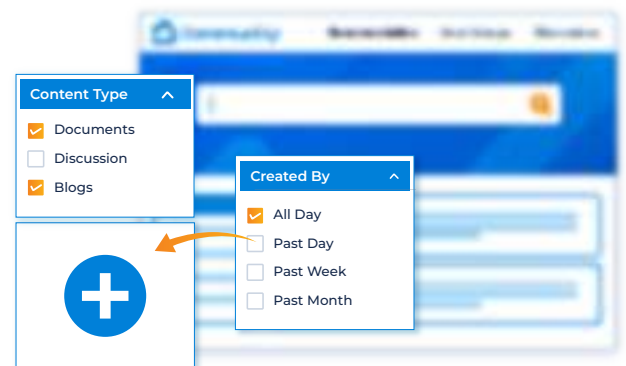 Content Type
Documents
Discussion
Blogs
Created By
All Day
Past Day
Past Week
Past Month